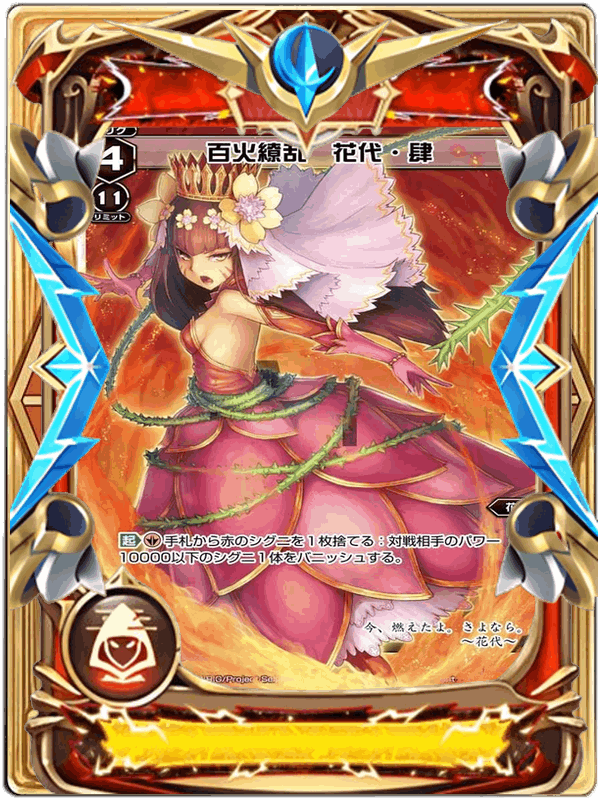 4
百火繚乱 花代・肆
11
リミット
花
起 手札から赤のシグニを１枚捨てる：対戦相手のパワー
10000以下のシグニ１体をバニッシュする。
今、燃えたよ。さよなら。
～花代～